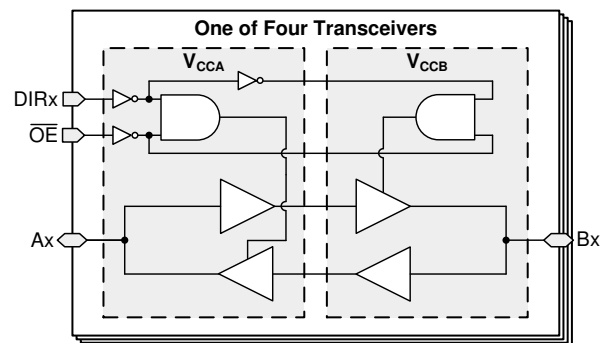 One of Four Transceivers
VCCA
VCCB
DIRx
OE
Ax
Bx